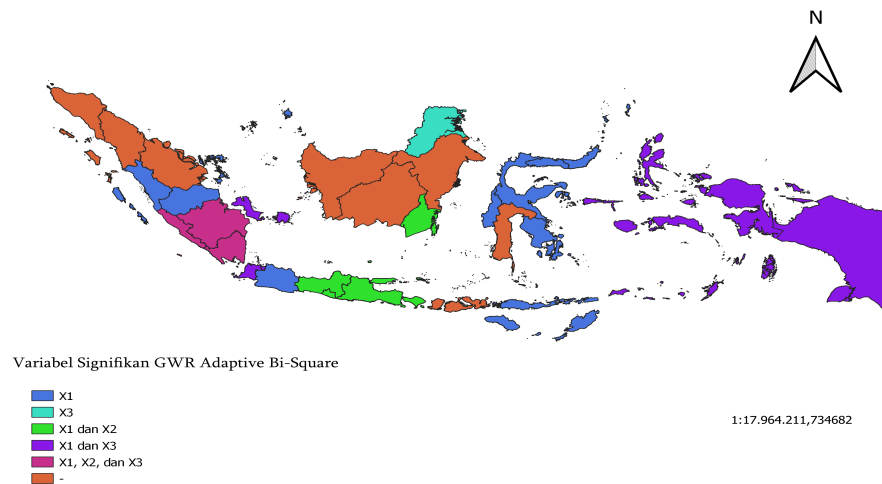 N
Variabel Signifikan GWR Adaptive Bi-Square
X1
X3
X1 dan X2
X1 dan X3
X1, X2, dan X3
-
1:17.964.211,734682